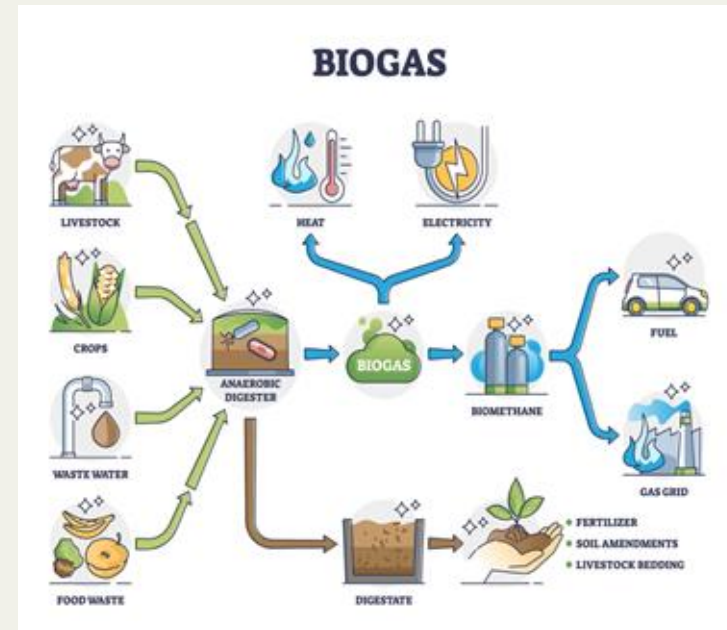 BIOGAS
LIVESTOCK
HEAT
ELECTRICITY
CROPS
ANAEROBIC
DIGESTER
BIOGAS
BIOMETHANE
FUEL
WASTE WATER
GAS GRID
FOOD WASTE
DIGESTATE
FERTILIZER
SOIL AMENDMENTS
LIVESTOCK BEDDING